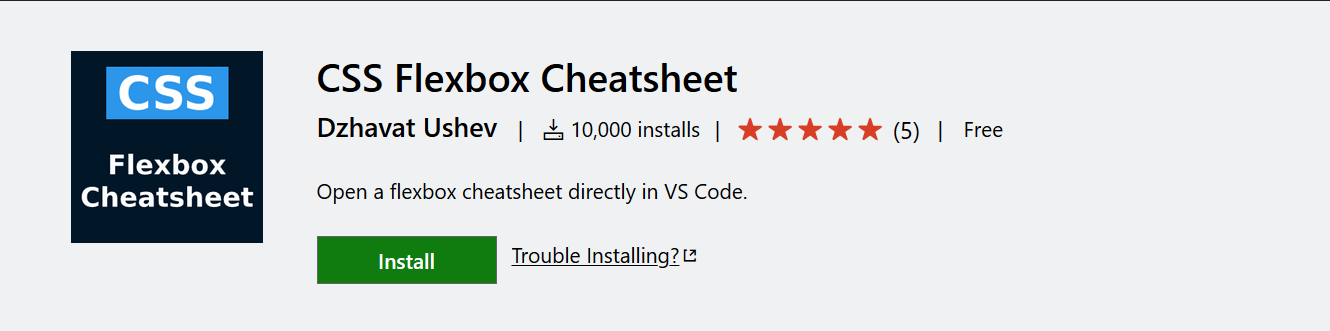 CSS
Flexbox
Cheatsheet
CSS Flexbox Cheatsheet
Dzhavat Ushev | 10,000 installs | (5) | Free
Open a flexbox cheatsheet directly in VS Code.
Install Trouble Installing?